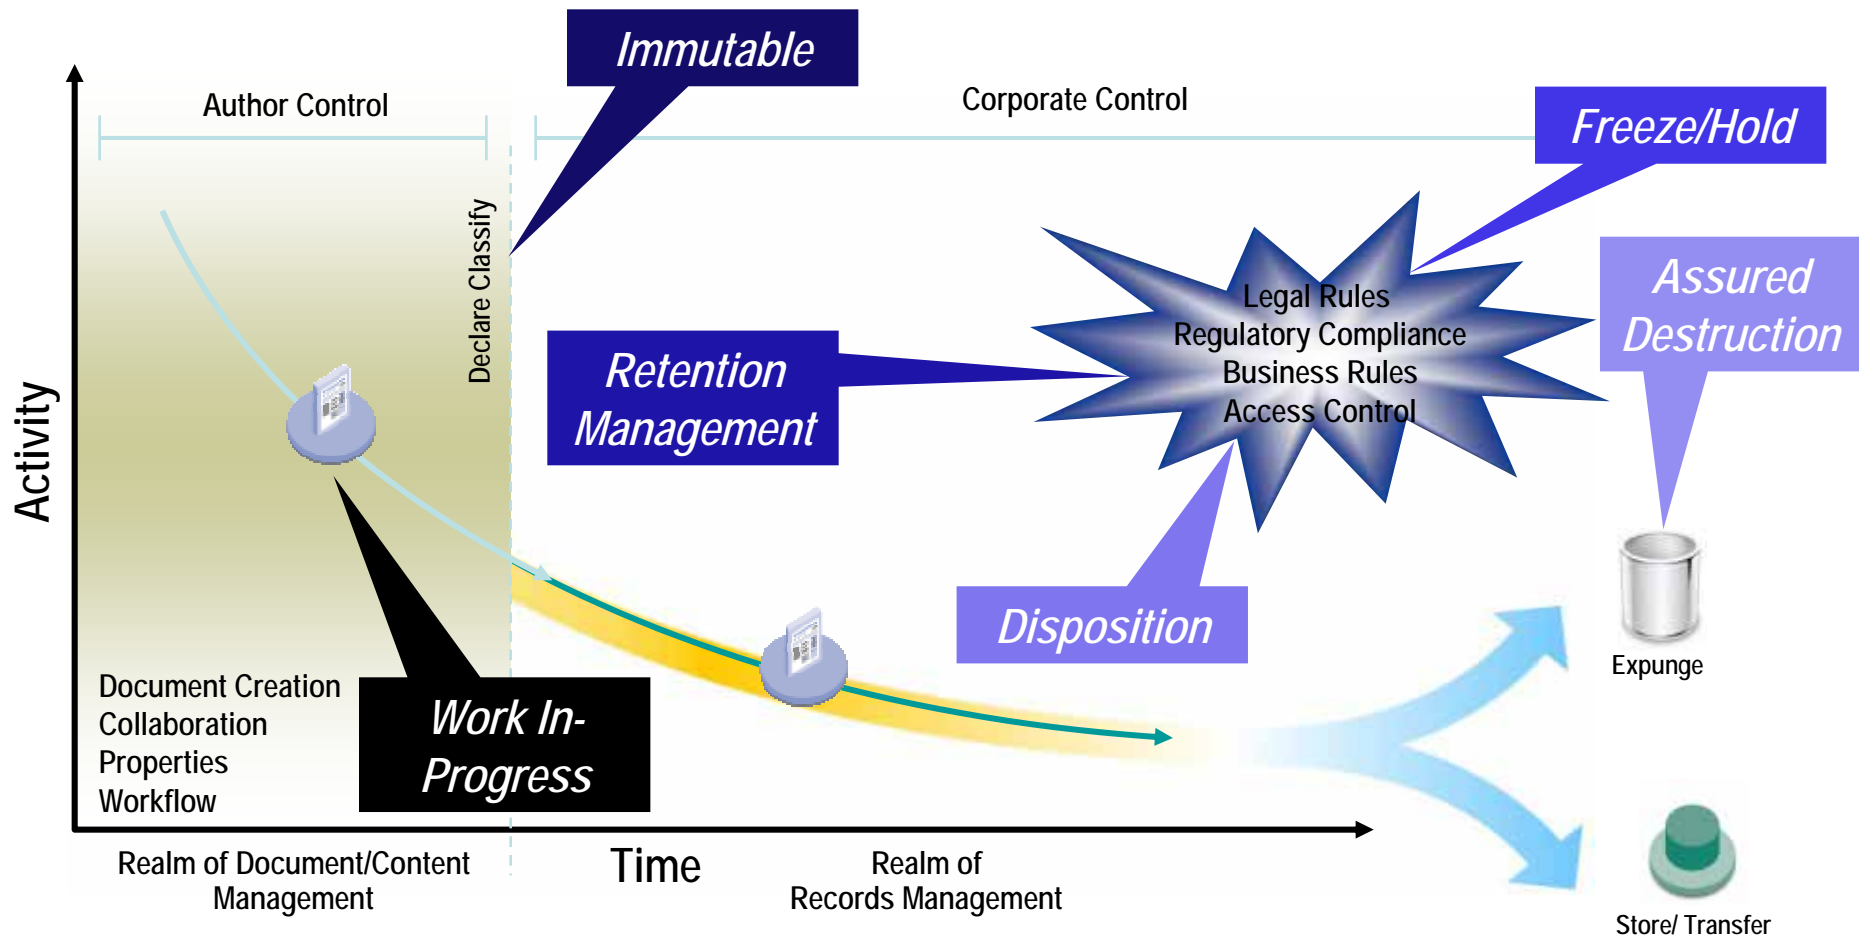 Immutable
Author Control
Corporate Control
Freeze/Hold
Declare Classify
Assured
Destruction
Legal Rules
Regulatory Compliance
Business Rules
Access Control
Retention
Management
Activity
Disposition
Expunge
Document Creation
Collaboration
Properties
Workflow
Work In-
Progress
Time
Realm of Document/Content
Management
Realm of
Records Management
Store/ Transfer